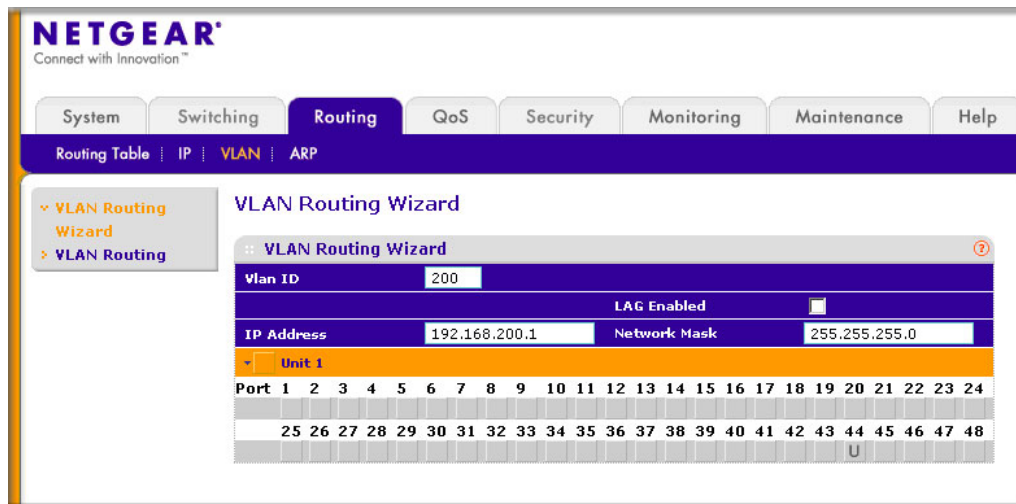 NETGEAR®
Connect with Innovation™
System Switching Routing QoS Security Monitoring Maintenance Help
Routing Table IP VLAN ARP
VLAN Routing
Wizard
VLAN Routing
VLAN Routing Wizard
VLAN Routing Wizard ?
Vlan ID 200
LAG Enabled
IP Address 192.168.200.1 Network Mask 255.255.255.0
Unit 1
Port 1 2 3 4 5 6 7 8 9 10 11 12 13 14 15 16 17 18 19 20 21 22 23 24
25 26 27 28 29 30 31 32 33 34 35 36 37 38 39 40 41 42 43 44 45 46 47 48
U